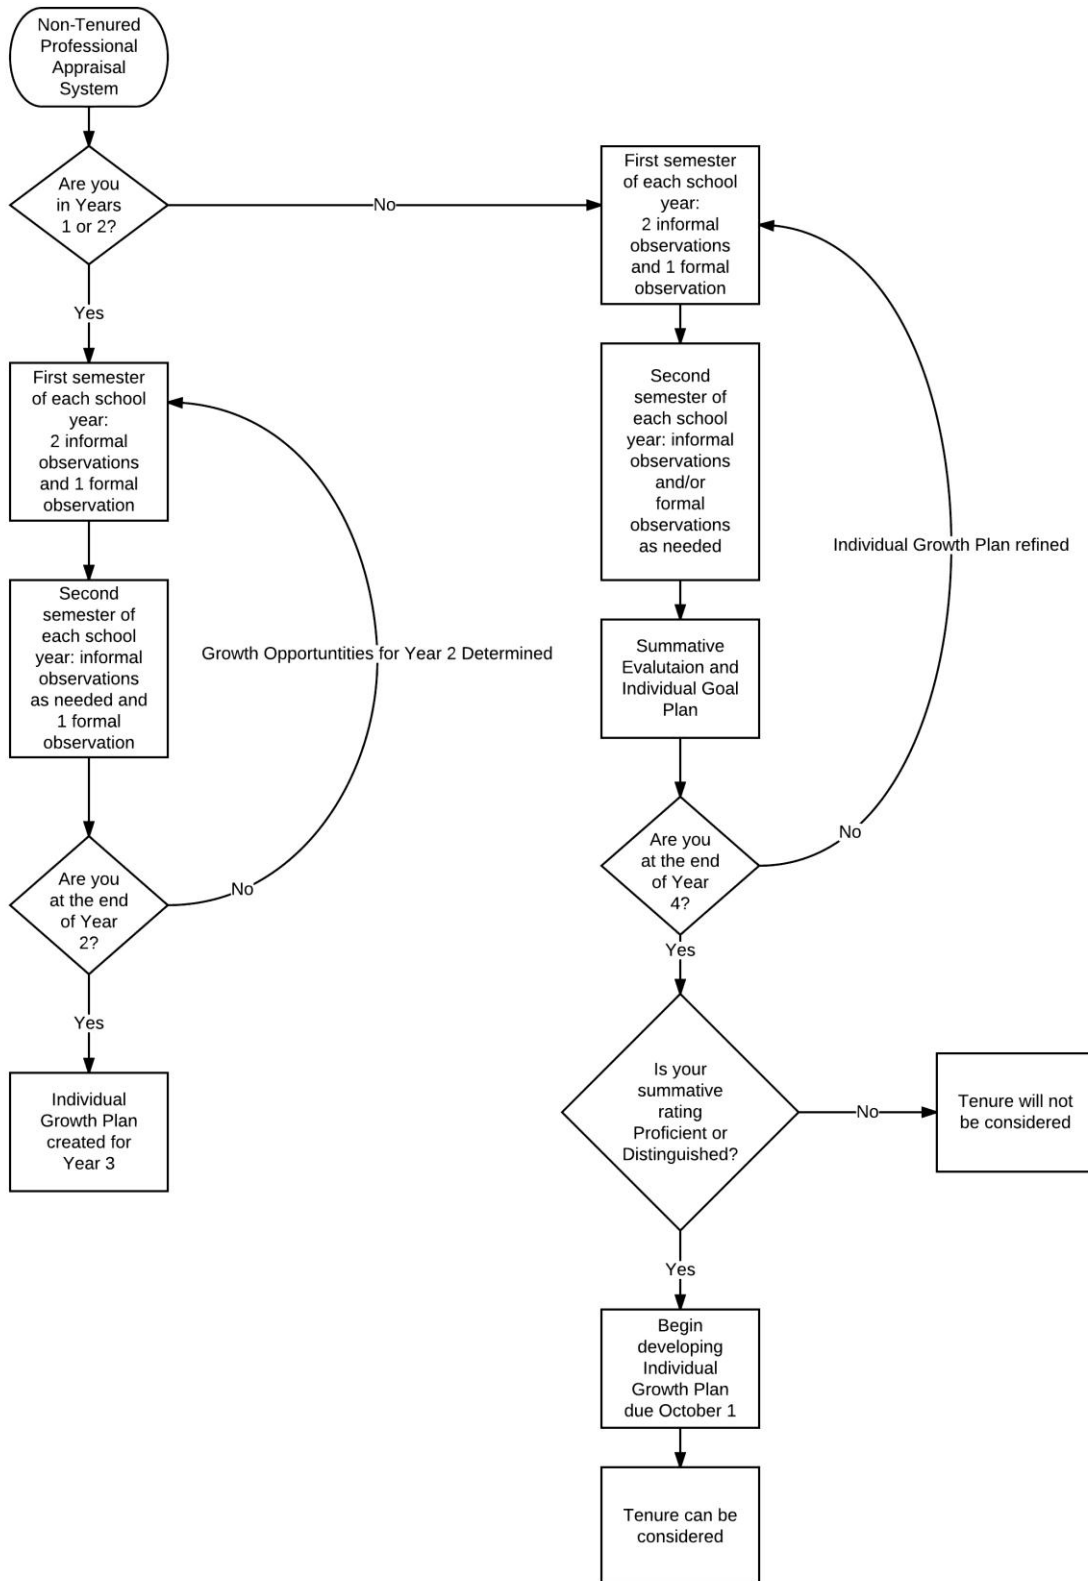 Non-Tenured
Professional
Appraisal
System
Are you
in Years
1 or 2?
No
Yes
First semester
of each school
year:
2 informal
observations
and 1 formal
observation
Second
semester of
each school
year: informal
observations
as needed and
1 formal
observation
Growth Opportuntities for Year 2 Determined
Are you
at the end
of Year
2?
No
Yes
Individual
Growth Plan
created for
Year 3
First semester
of each school
year:
2 informal
observations
and 1 formal
observation
Second
semester of
each school
year: informal
observations
and/or
formal
observations
as needed
Individual Growth Plan refined
Summative
Evalutaion and
Individual Goal
Plan
Are you
at the end
of Year
4?
No
Yes
Is your
summative
rating
Proficient or
Distinguished?
No
Tenure will not
be considered
Yes
Begin
developing
Individual
Growth Plan
due October 1
Tenure can be
considered